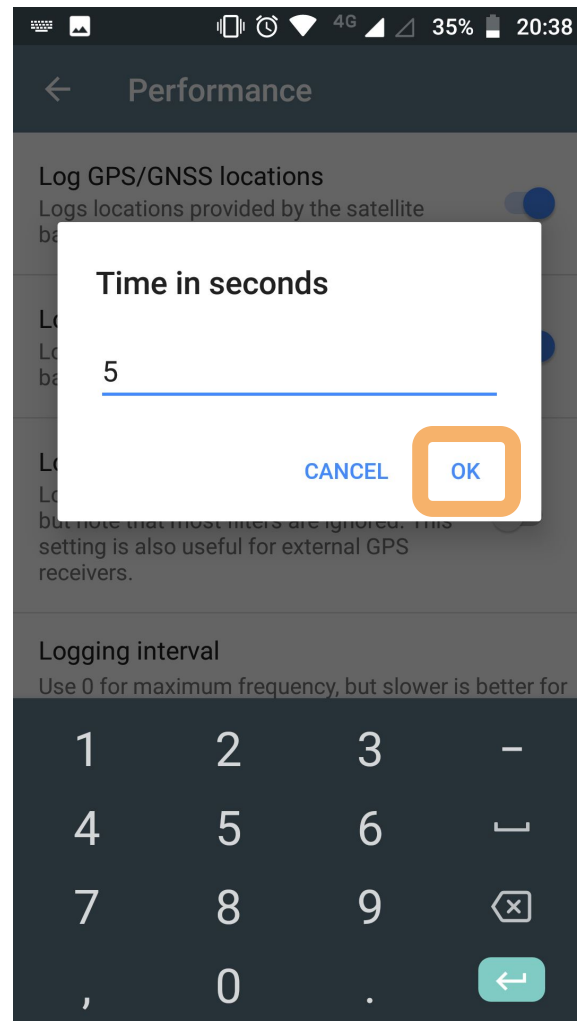 4G 35% 20:38
Performance
Log GPS/GNSS locations
Logs locations provided by the satellite
Time in seconds
5
CANCEL OK
setting is also useful for external GPS
receivers.
Logging interval
Use 0 for maximum frequency, but slower is better for
1 2 3 -
4 5 6
7 8 9
, 0 .